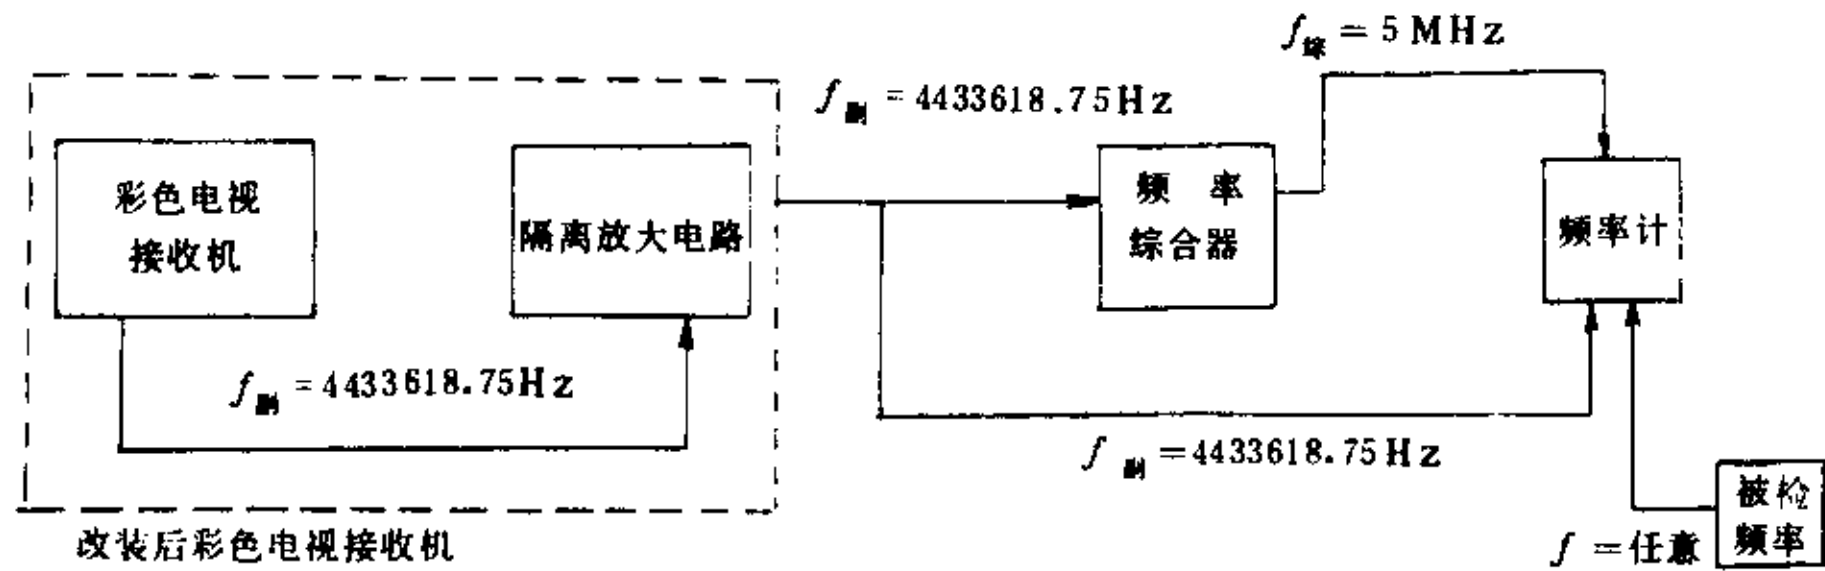 f综 = 5 MHz
f副 = 4433618.75Hz
彩色电视
接收机
隔离放大电路
频 率
综合器
频率计
f副 = 4433618.75Hz
f副 = 4433618.75Hz
改装后彩色电视接收机
被检
频率
f = 任意